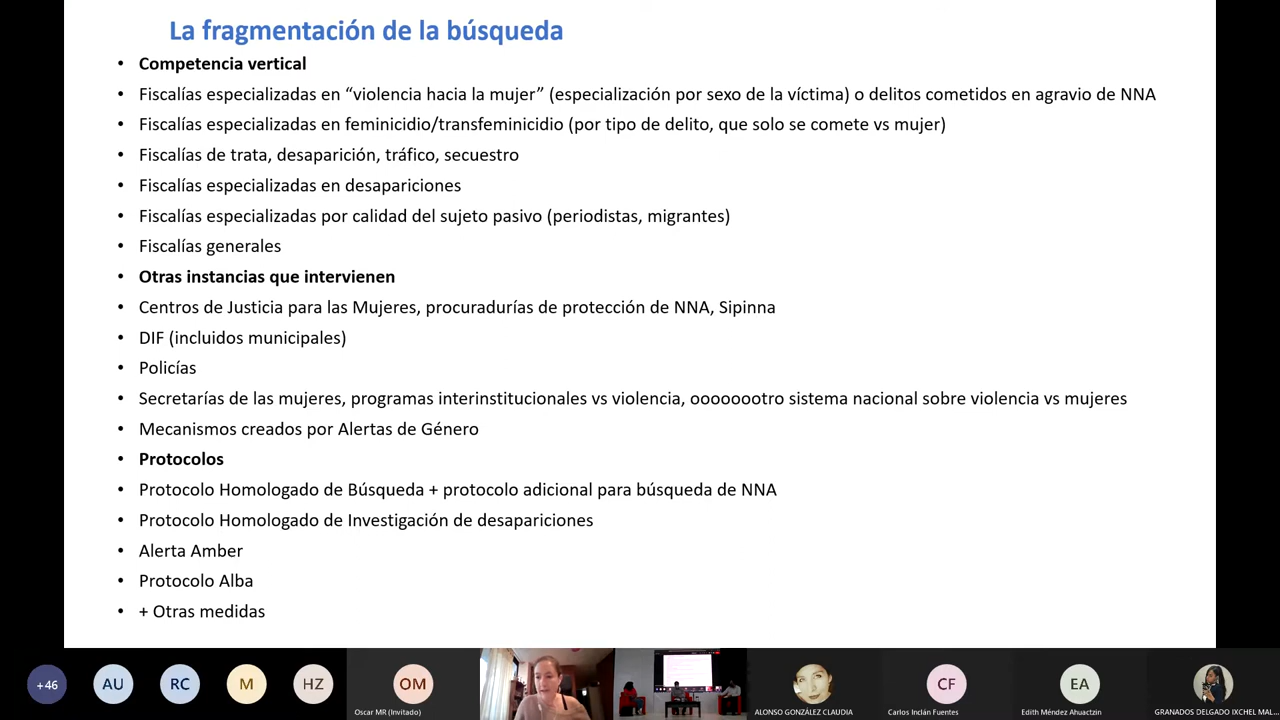 La fragmentación de la búsqueda
• Competencia vertical
• Fiscalías especializadas en “violencia hacia la mujer” (especialización por sexo de la víctima) o delitos cometidos en agravio de NNA
• Fiscalías especializadas en feminicidio/transfeminicidio (por tipo de delito, que solo se comete vs mujer)
• Fiscalías de trata, desaparición, tráfico, secuestro
• Fiscalías especializadas en desapariciones
• Fiscalías especializadas por calidad del sujeto pasivo (periodistas, migrantes)
• Fiscalías generales
• Otras instancias que intervienen
• Centros de Justicia para las Mujeres, procuradurías de protección de NNA, Sipinna
• DIF (incluidos municipales)
• Policías
• Secretarías de las mujeres, programas interinstitucionales vs violencia, oooooootro sistema nacional sobre violencia vs mujeres
• Mecanismos creados por Alertas de Género
• Protocolos
• Protocolo Homologado de Búsqueda + protocolo adicional para búsqueda de NNA
• Protocolo Homologado de Investigación de desapariciones
• Alerta Amber
• Protocolo Alba
• + Otras medidas
+46 AU RC M HZ OM CF EA
Oscar MR (Invitado) ALONSO GONZÁLEZ CLAUDIA Carlos Inclán Fuentes Edith Méndez Ahuactzin GRANADOS DELGADO IXCHEL MAL...